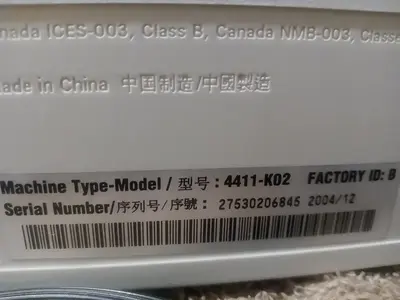 nada ICES-003, Class B, Canada NMB-003, Classe
ade in China 中国制造/中國製造
Machine Type-Model / 型号 : 4411-K02 FACTORY ID: B
Serial Number/序列号/序號 : 27530206845 2004/12